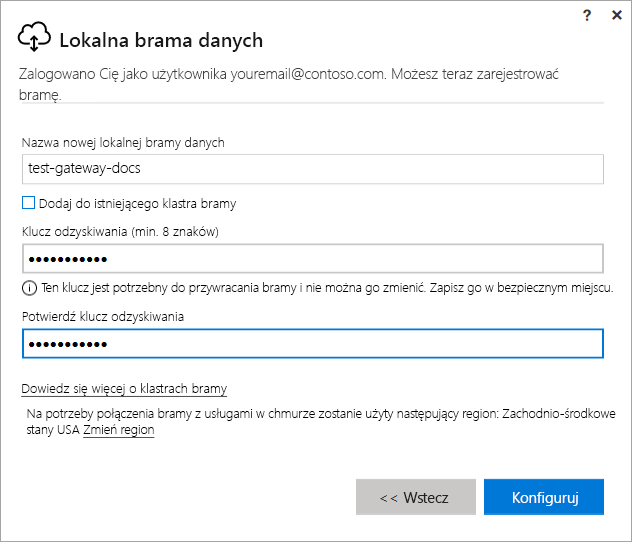 ? ×
Lokalna brama danych
Zalogowano Cię jako użytkownika youremail@contoso.com. Możesz teraz zarejestrować
bramę.
Nazwa nowej lokalnej bramy danych
test-gateway-docs
Dodaj do istniejącego klastra bramy
Klucz odzyskiwania (min. 8 znaków)
●●●●●●●●●●●
Ten klucz jest potrzebny do przywracania bramy i nie można go zmienić. Zapisz go w bezpiecznym miejscu.
Potwierdź klucz odzyskiwania
●●●●●●●●●●●
Dowiedz się więcej o klastrach bramy
Na potrzeby połączenia bramy z usługami w chmurze zostanie użyty następujący region: Zachodnio-środkowe
stany USA Zmień region
<< Wstecz
Konfiguruj